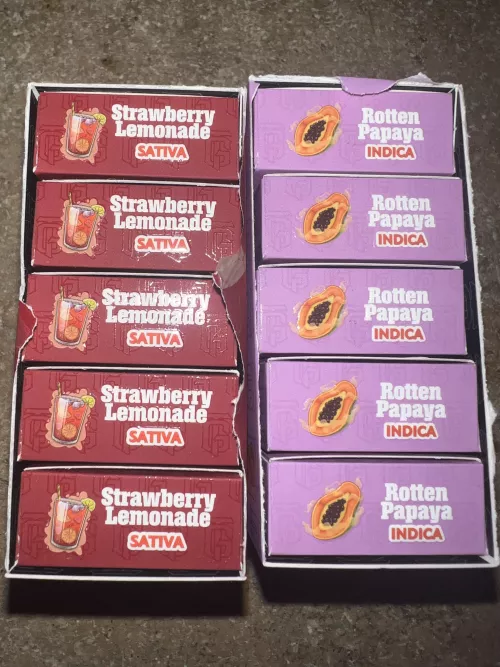 Strawberry
Lemonade
SATIVA
Strawberry
Lemonade
SATIVA
Strawberry
Lemonade
SATIVA
Strawberry
Lemonade
SATIVA
Strawberry
Lemonade
SATIVA
Rotten
Papaya
INDICA
Rotten
Papaya
INDICA
Rotten
Papaya
INDICA
Rotten
Papaya
INDICA
Rotten
Papaya
INDICA